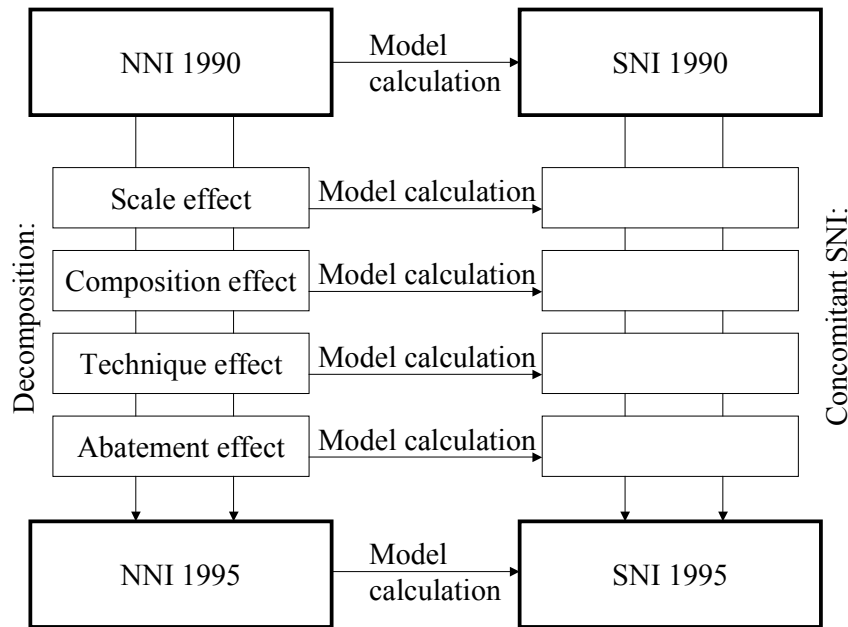 NNI 1990
Model
calculation
SNI 1990
Decomposition:
Scale effect
Model calculation
Composition effect
Model calculation
Technique effect
Model calculation
Abatement effect
Model calculation
Concomitant SNI:
NNI 1995
Model
calculation
SNI 1995